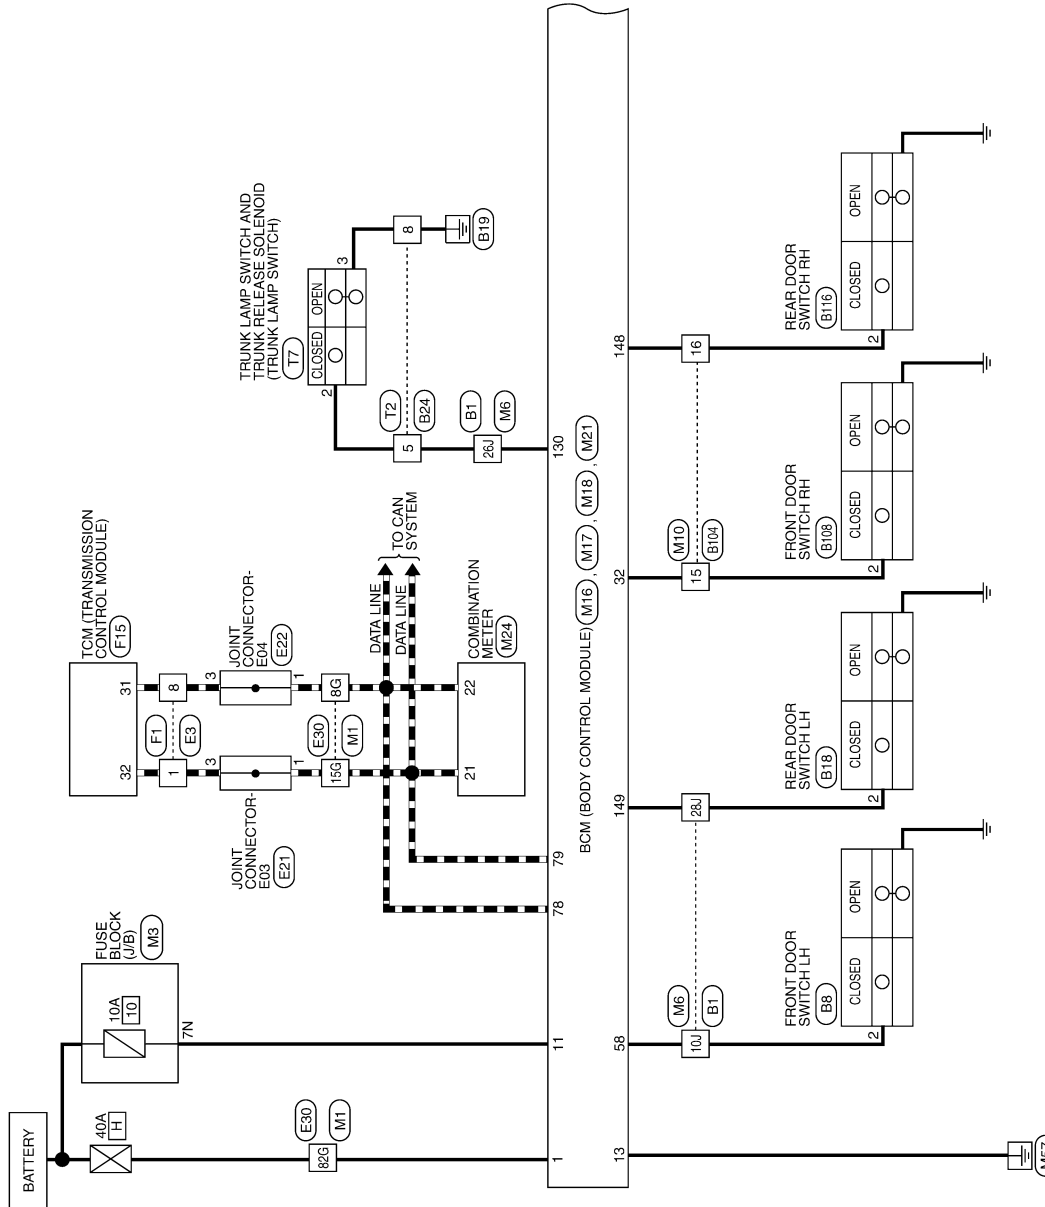 BATTERY
40A
H
E30
M1
82G
1
13
M57
FUSE
BLOCK
(J/B)
M3
10A
10
7N
11
TCM (TRANSMISSION
CONTROL MODULE)
F15
32
31
F1
E3
1
8
3
3
JOINT
CONNECTOR-
E03
E21
JOINT
CONNECTOR-
E04
E22
1
1
E30
M1
15G
8G
DATA LINE
DATA LINE
TO CAN
SYSTEM
21
22
COMBINATION
METER
M24
78
79
TRUNK LAMP SWITCH AND
TRUNK RELEASE SOLENOID
(TRUNK LAMP SWITCH)
T7
CLOSED
OPEN
2
3
T2
B24
5
8
B19
B1
M6
26J
130
BCM (BODY CONTROL MODULE) M16 , M17 , M18 , M21
58
149
32
148
M6
B1
10J
28J
M10
B104
15
16
FRONT DOOR
SWITCH LH
B8
CLOSED
OPEN
2
REAR DOOR
SWITCH LH
B18
CLOSED
OPEN
2
FRONT DOOR
SWITCH RH
B108
CLOSED
OPEN
2
REAR DOOR
SWITCH RH
B116
CLOSED
OPEN
2